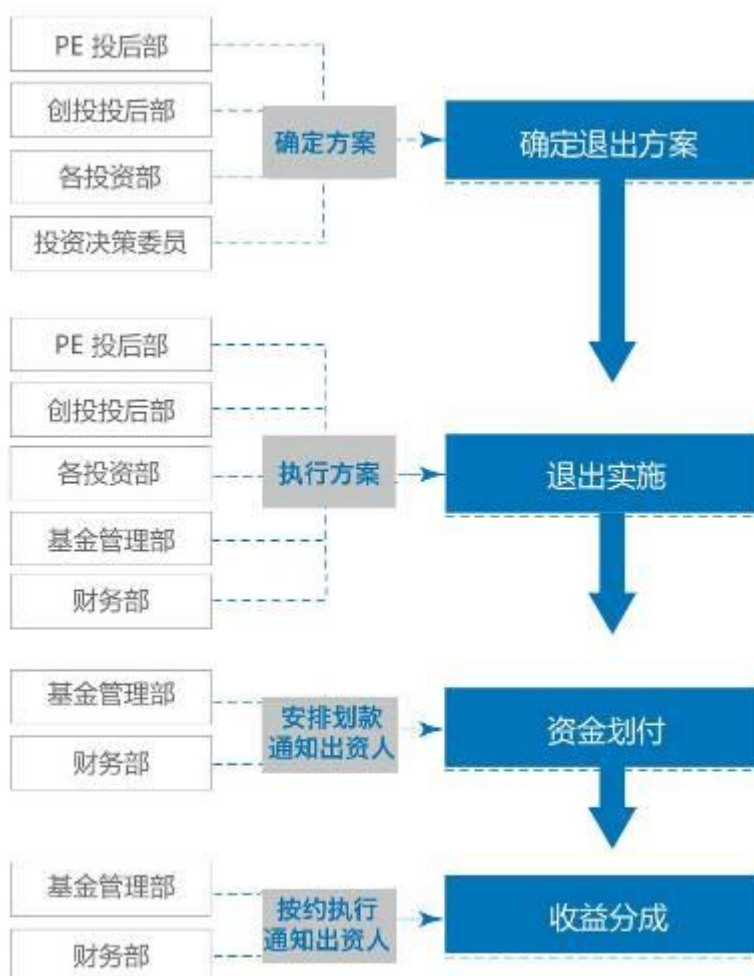 PE 投后部
创投投后部
各投资部
投资决策委员
确定方案
确定退出方案
PE 投后部
创投投后部
各投资部
基金管理部
财务部
执行方案
退出实施
基金管理部
财务部
安排划款
通知出资人
资金划付
基金管理部
财务部
按约执行
通知出资人
收益分成